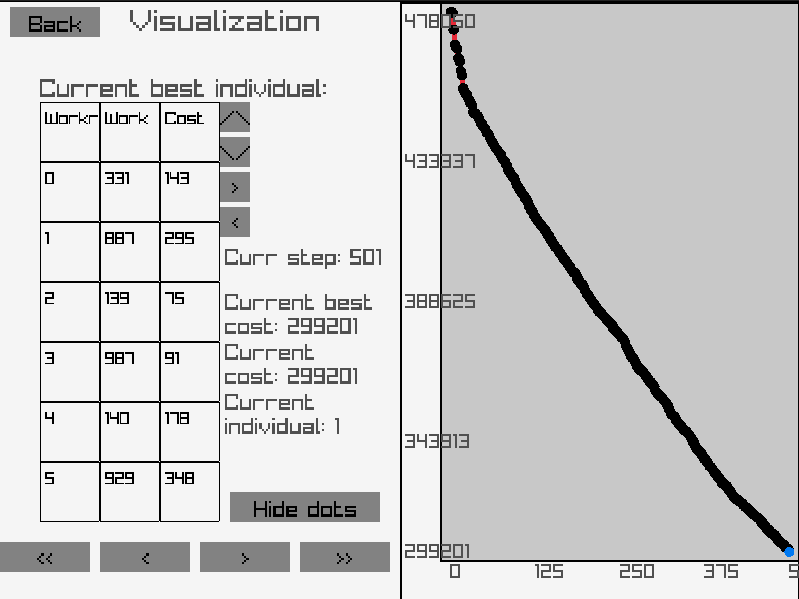 Back
Visualization
Current best individual:
Workr Work Cost
0 331 143
1 887 295
2 139 75
3 987 91
4 140 178
5 929 348
^
v
>
<
Curr step: 501
Current best
cost: 299201
Current
cost: 299201
Current
individual: 1
Hide dots
<< < > >>
478050
433337
388625
343913
299201
0 125 250 375 5